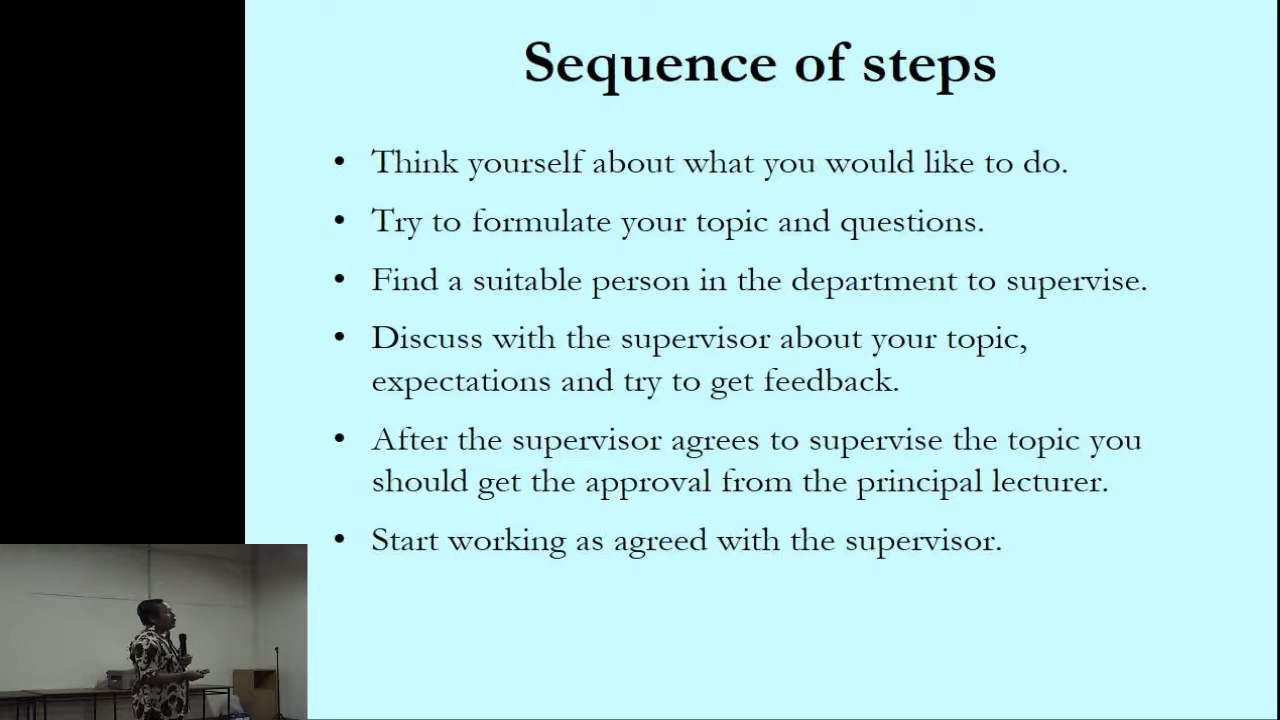 Sequence of steps
• Think yourself about what you would like to do.
• Try to formulate your topic and questions.
• Find a suitable person in the department to supervise.
• Discuss with the supervisor about your topic,
expectations and try to get feedback.
• After the supervisor agrees to supervise the topic you
should get the approval from the principal lecturer.
• Start working as agreed with the supervisor.